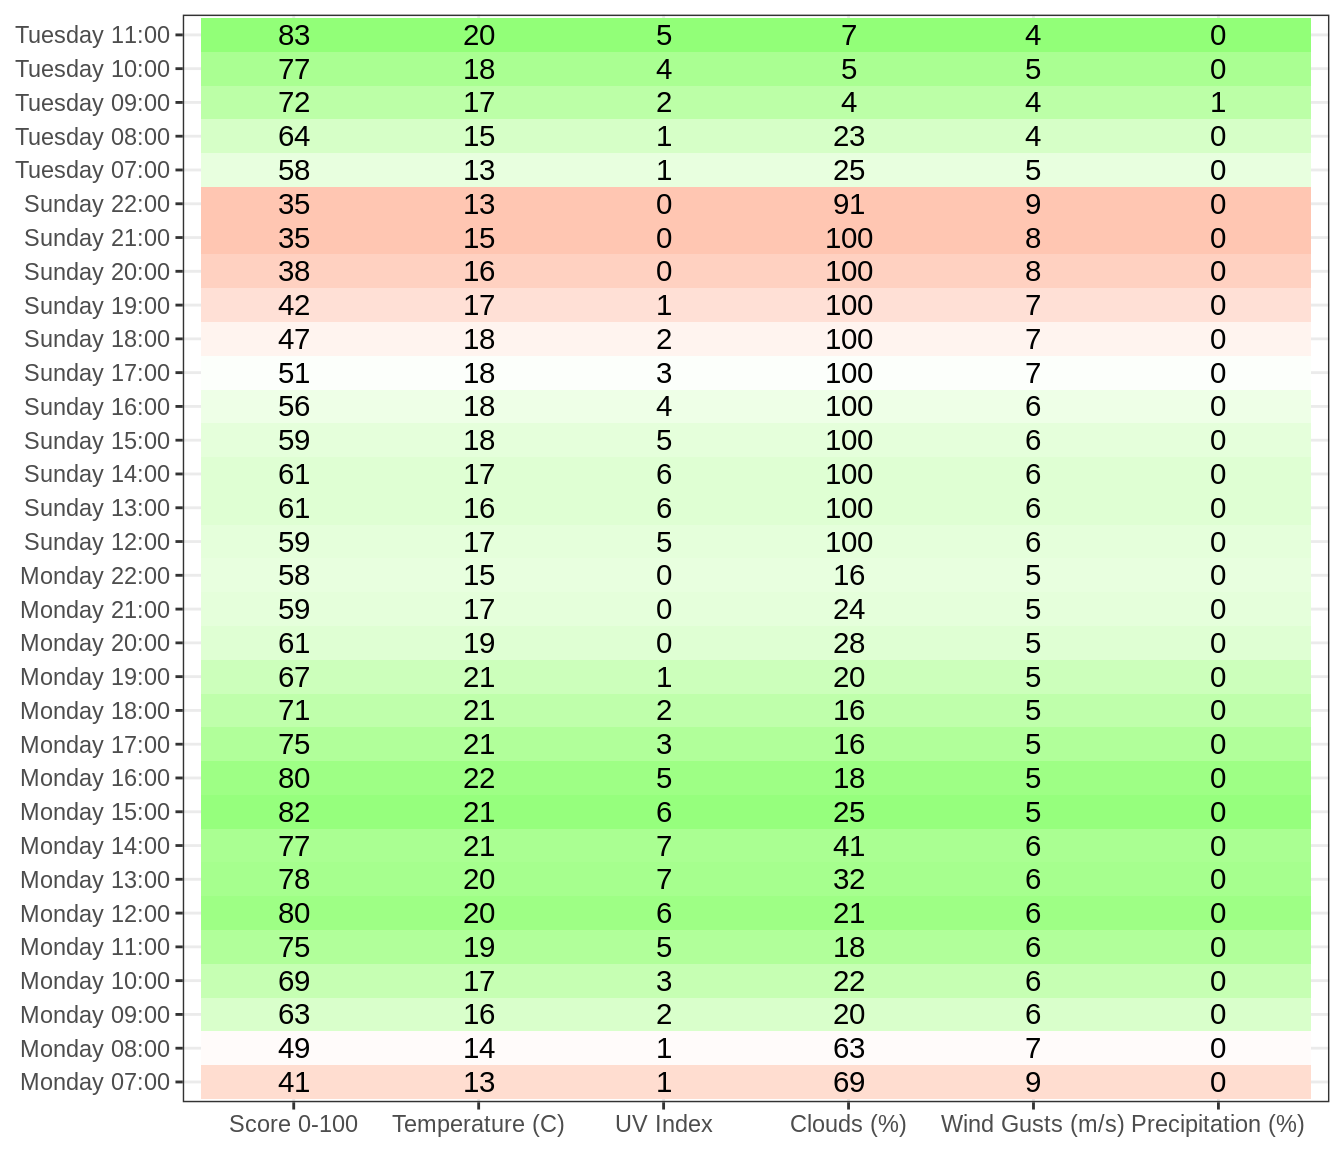 Tuesday 11:00 83 20 5 7 4 0
Tuesday 10:00 77 18 4 5 5 0
Tuesday 09:00 72 17 2 4 4 1
Tuesday 08:00 64 15 1 23 4 0
Tuesday 07:00 58 13 1 25 5 0
Sunday 22:00 35 13 0 91 9 0
Sunday 21:00 35 15 0 100 8 0
Sunday 20:00 38 16 0 100 8 0
Sunday 19:00 42 17 1 100 7 0
Sunday 18:00 47 18 2 100 7 0
Sunday 17:00 51 18 3 100 7 0
Sunday 16:00 56 18 4 100 6 0
Sunday 15:00 59 18 5 100 6 0
Sunday 14:00 61 17 6 100 6 0
Sunday 13:00 61 16 6 100 6 0
Sunday 12:00 59 17 5 100 6 0
Monday 22:00 58 15 0 16 5 0
Monday 21:00 59 17 0 24 5 0
Monday 20:00 61 19 0 28 5 0
Monday 19:00 67 21 1 20 5 0
Monday 18:00 71 21 2 16 5 0
Monday 17:00 75 21 3 16 5 0
Monday 16:00 80 22 5 18 5 0
Monday 15:00 82 21 6 25 5 0
Monday 14:00 77 21 7 41 6 0
Monday 13:00 78 20 7 32 6 0
Monday 12:00 80 20 6 21 6 0
Monday 11:00 75 19 5 18 6 0
Monday 10:00 69 17 3 22 6 0
Monday 09:00 63 16 2 20 6 0
Monday 08:00 49 14 1 63 7 0
Monday 07:00 41 13 1 69 9 0
Score 0-100 Temperature (C) UV Index Clouds (%) Wind Gusts (m/s) Precipitation (%)